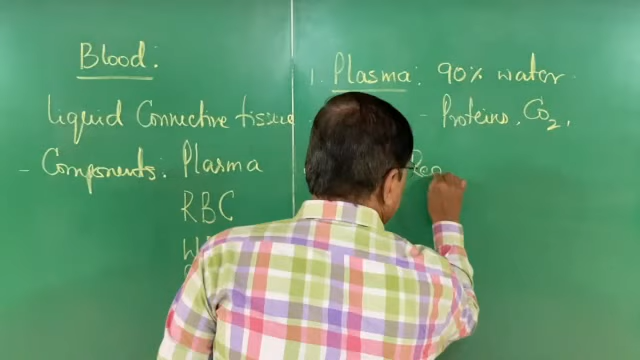 Blood:
Liquid Connective tissue
- Components: Plasma
RBC
1. Plasma: 90% water
- Proteins, CO2,